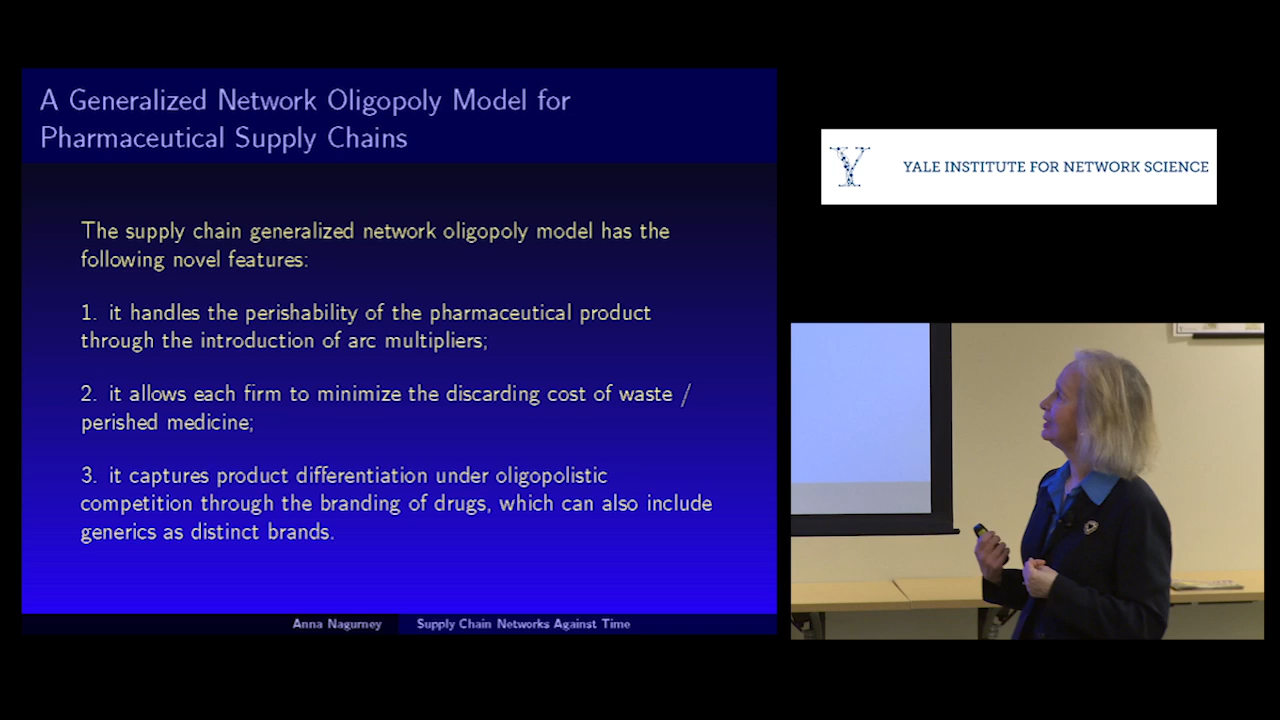 A Generalized Network Oligopoly Model for
Pharmaceutical Supply Chains
The supply chain generalized network oligopoly model has the
following novel features:
1. it handles the perishability of the pharmaceutical product
through the introduction of arc multipliers;
2. it allows each firm to minimize the discarding cost of waste /
perished medicine;
3. it captures product differentiation under oligopolistic
competition through the branding of drugs, which can also include
generics as distinct brands.
Anna Nagurney Supply Chain Networks Against Time
Y YALE INSTITUTE FOR NETWORK SCIENCE